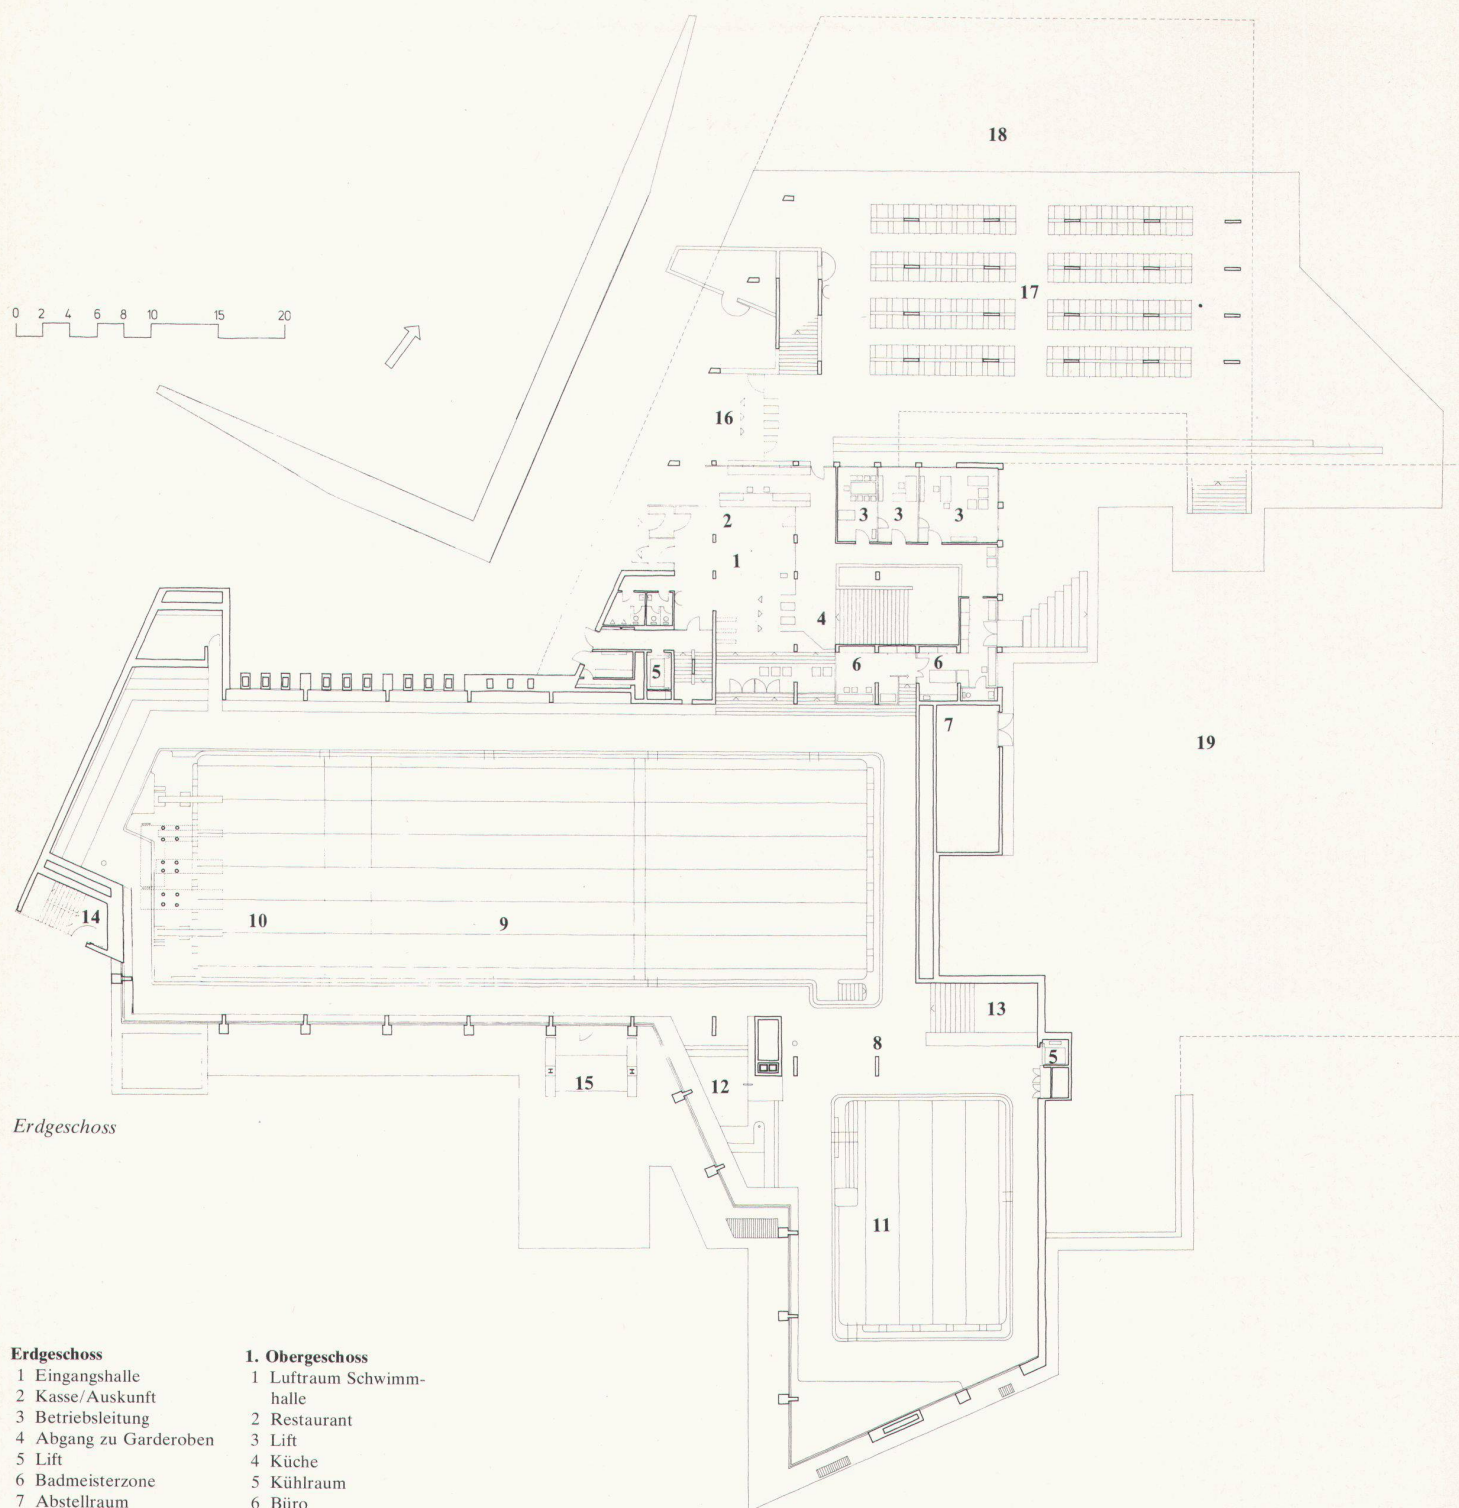 18
17
0 2 4 6 8 10 15 20
16
3 3 3
2
1
4
5
6 6
7
19
14
10
9
13
8
5
15
12
11
Erdgeschoss
Erdgeschoss
1 Eingangshalle
2 Kasse/Auskunft
3 Betriebsleitung
4 Abgang zu Garderoben
5 Lift
6 Badmeisterzone
7 Abstellraum
1. Obergeschoss
1 Luftraum Schwimm-
halle
2 Restaurant
3 Lift
4 Küche
5 Kühlraum
6 Büro